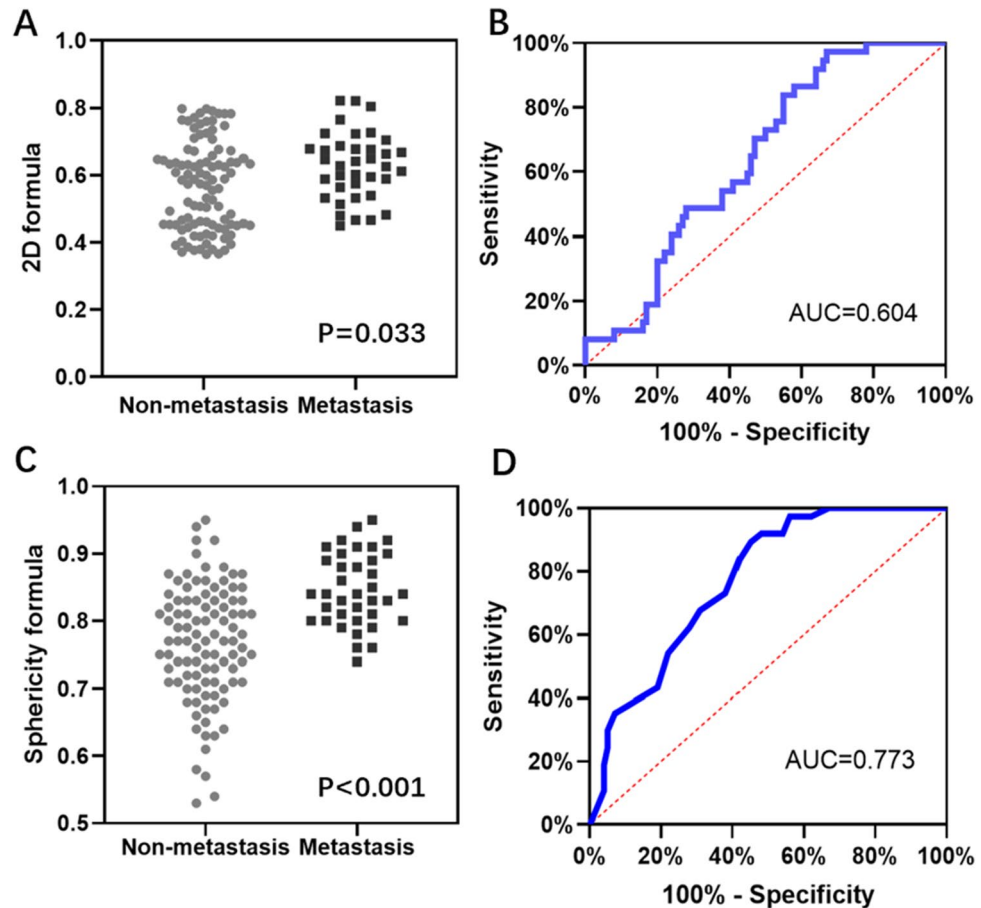 A
1.0
0.8
0.6
0.4
0.2
0.0
2D formula
P=0.033
Non-metastasis Metastasis
B
100%
80%
60%
40%
20%
0%
Sensitivity
AUC=0.604
0% 20% 40% 60% 80% 100%
100% - Specificity
C
1.0
0.9
0.8
0.7
0.6
0.5
Sphericity formula
P<0.001
Non-metastasis Metastasis
D
100%
80%
60%
40%
20%
0%
Sensitivity
AUC=0.773
0% 20% 40% 60% 80% 100%
100% - Specificity